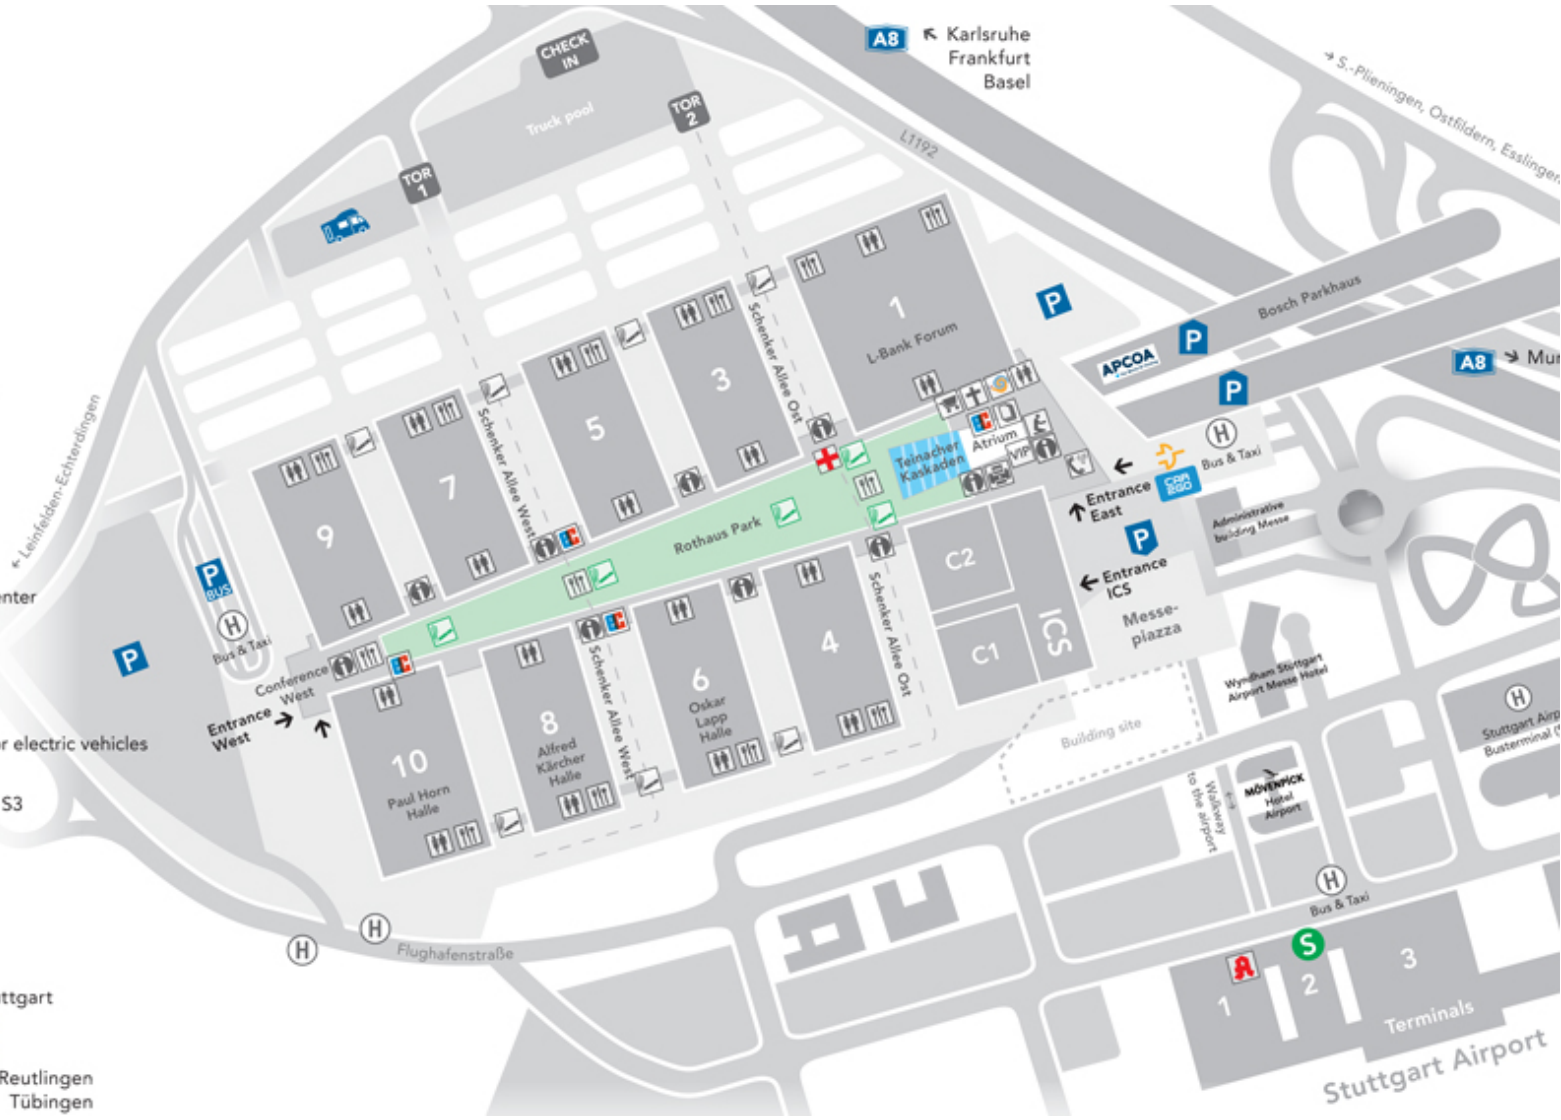 CHECK
IN
A8
Karlsruhe
Frankfurt
Basel
S.-Plieningen, Ostfildern, Esslingen
Truck pool
TOR
2
L1192
TOR
1
1
L-Bank Forum
Bosch Parkhaus
P
P
APCOA
A8
P
Schenker Allee Ost
3
5
7
9
Schenker Allee West
Leinfelden-Echterdingen
Teinacher
Kaskaden
Atrium
VIP
H
Bus & Taxi
CAR
2GO
Entrance
East
Administrative
building Messe
P
Rothaus Park
Entrance
ICS
Messe-
piazza
C2
C1
ICS
P
BUS
H
Bus & Taxi
P
Conference
West
Entrance
West
4
Schenker Allee Ost
6
Oskar
Lapp
Halle
Schenker Allee West
8
Alfred
Kärcher
Halle
10
Paul Horn
Halle
electric vehicles
S3
Wyndham Stuttgart
Airport Messe Hotel
Building site
Walkway
to the airport
MÖVENPICK
Hotel
Airport
H
Stuttgart
Busterminal
H
Bus & Taxi
H
H
Flughafenstraße
S
1
2
3
Terminals
Stuttgart Airport
Reutlingen
Tübingen